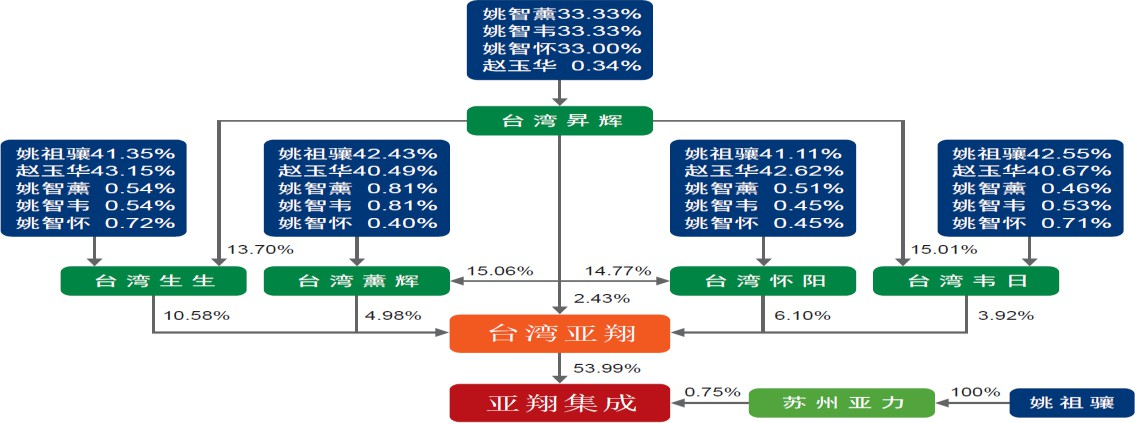 姚智薰33.33%
姚智韦33.33%
姚智怀33.00%
赵玉华 0.34%
台湾昇辉
姚祖骧41.35%
赵玉华43.15%
姚智薰 0.54%
姚智韦 0.54%
姚智怀 0.72%
姚祖骧42.43%
赵玉华40.49%
姚智薰 0.81%
姚智韦 0.81%
姚智怀 0.40%
姚祖骧41.11%
赵玉华42.62%
姚智薰 0.51%
姚智韦 0.45%
姚智怀 0.45%
姚祖骧42.55%
赵玉华40.67%
姚智薰 0.46%
姚智韦 0.53%
姚智怀 0.71%
13.70%
15.01%
台湾生生
台湾薰辉
15.06%
14.77%
台湾怀阳
台湾韦日
2.43%
10.58%
4.98%
6.10%
3.92%
台湾亚翔
53.99%
亚翔集成
0.75%
苏州亚力
100%
姚祖骧